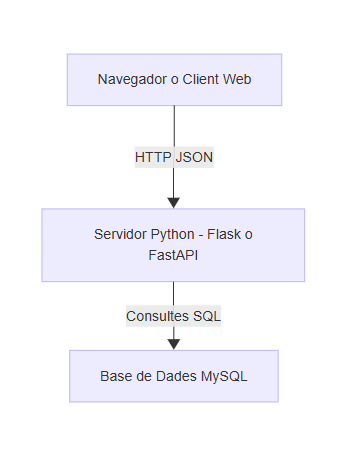 Navegador o Client Web
HTTP JSON
Servidor Python - Flask o
FastAPI
Consultes SQL
Base de Dades MySQL